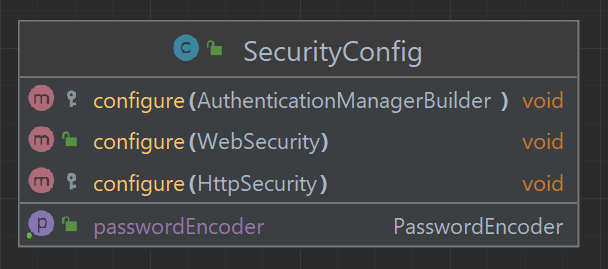 C SecurityConfig
m configure(AuthenticationManagerBuilder ) void
m configure(WebSecurity) void
m configure(HttpSecurity) void
p passwordEncoder PasswordEncoder